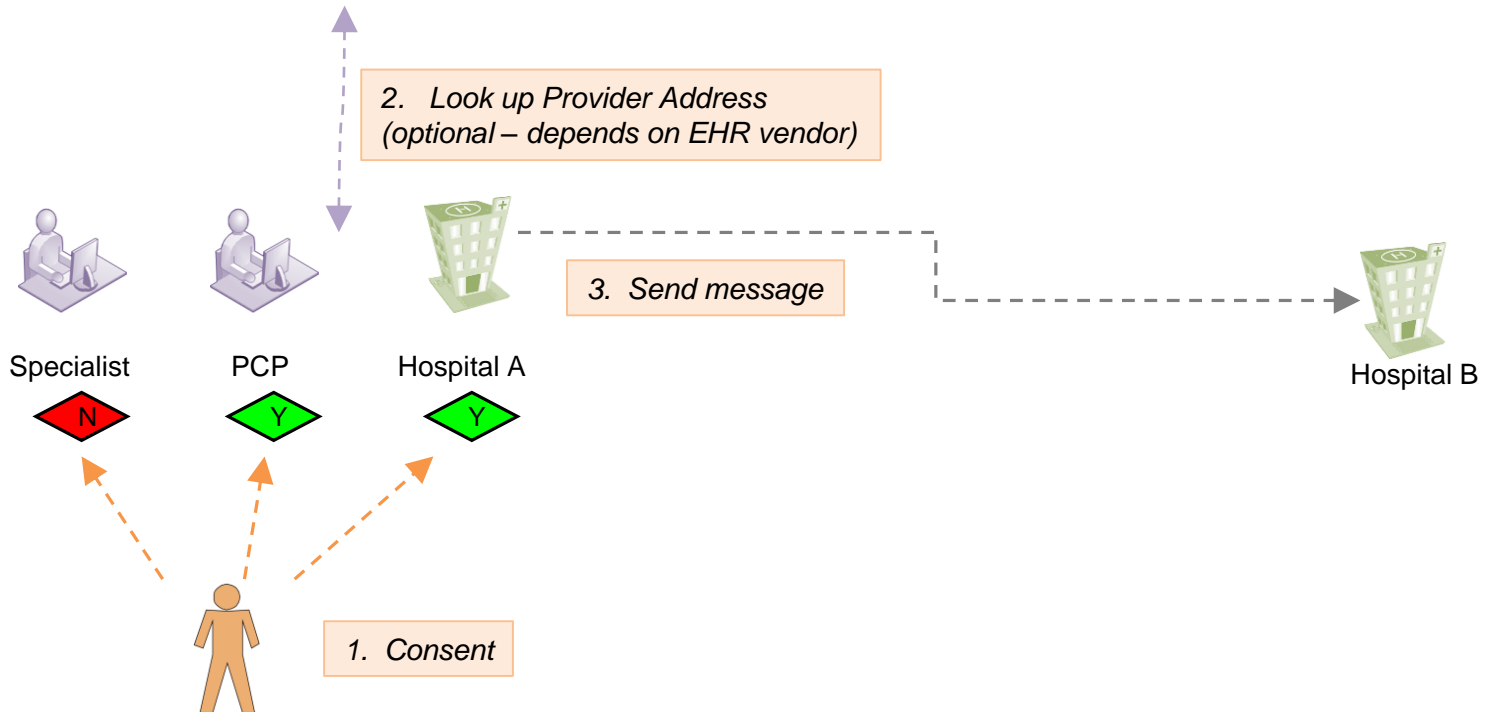 2. Look up Provider Address
(optional – depends on EHR vendor)
H
H
3. Send message
Specialist
PCP
Hospital A
Hospital B
N
Y
Y
1. Consent